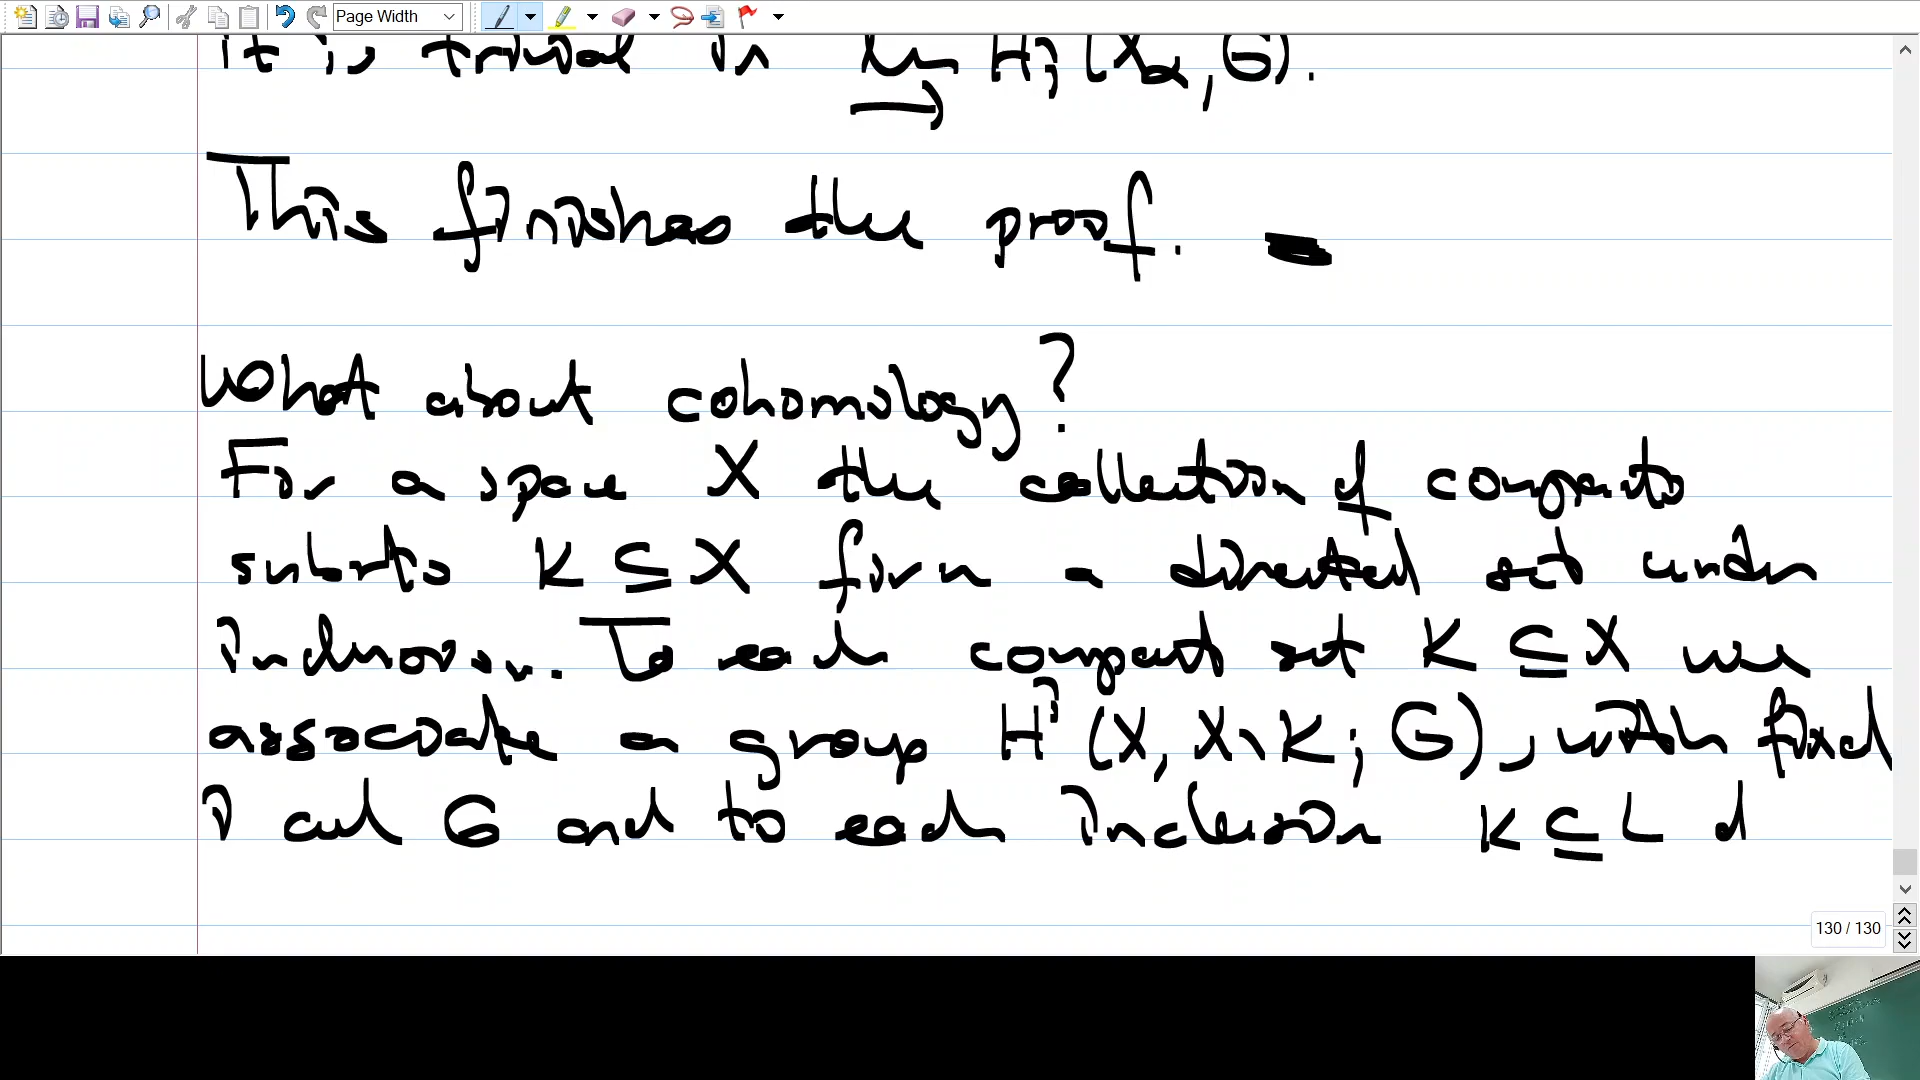 Page Width
it is trivial in lim H_i(X_α, G).
→
This finishes the proof.
What about cohomology?
For a space X the collection of compacts
subsets K ⊆ X form a directed set under
inclusion. To each compact set K ⊆ X we
associate a group H^i(X, X∖K; G), with fixed
i and G and to each inclusion K ⊆ L d
130 / 130